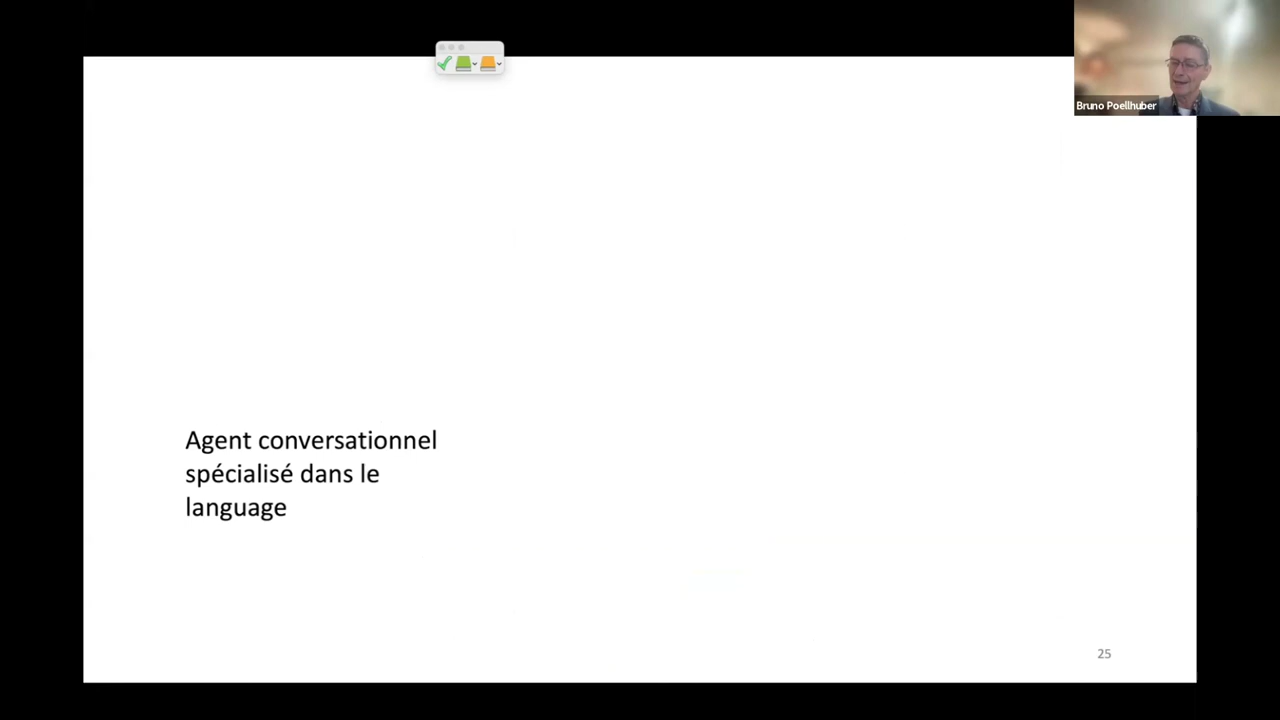 Bruno Poellhuber
Agent conversationnel
spécialisé dans le
language
25